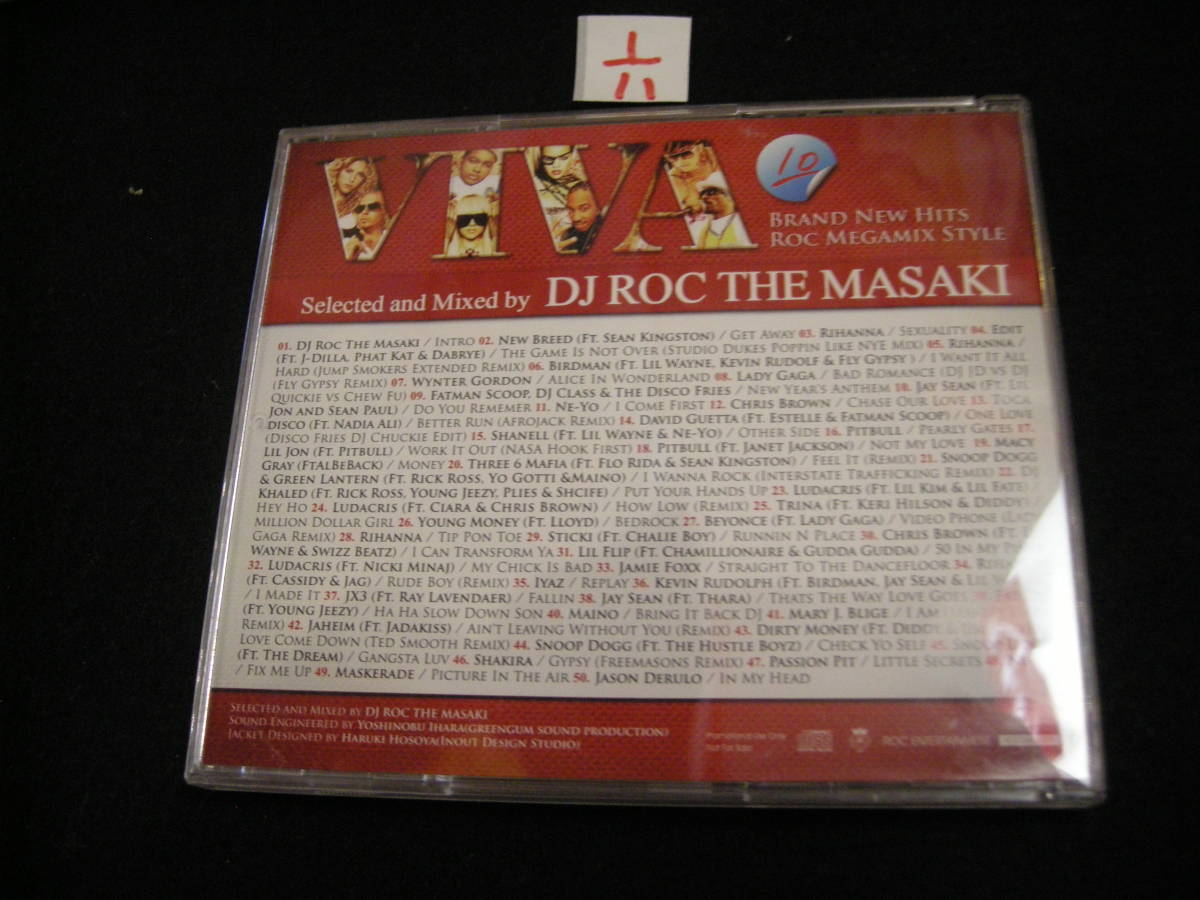 六
VIVA
10
BRAND NEW HITS
ROC MEGAMIX STYLE
Selected and Mixed by DJ ROC THE MASAKI
01. DJ ROC THE MASAKI / INTRO 02. NEW BREED (FT. SEAN KINGSTON) / GET AWAY 03. RIHANNA / SEXUALITY 04. EDIT
(FT. J-DILLA, PHAT KAT & DABRYE) / THE GAME IS NOT OVER (STUDIO DUKES POPPIN LIKE NYE MIX) 05. RIHANNA /
HARD (JUMP SMOKERS EXTENDED REMIX) 06. BIRDMAN (FT. LIL WAYNE, KEVIN RUDOLF & FLY GYPSY ) / I WANT IT ALL
(FLY GYPSY REMIX) 07. WYNTER GORDON / ALICE IN WONDERLAND 08. LADY GAGA / BAD ROMANCE (DJ JD VS DJ
QUICKIE VS CHEW FU) 09. FATMAN SCOOP, DJ CLASS & THE DISCO FRIES / NEW YEAR'S ANTHEM 10. JAY SEAN (FT. LIL
JON AND SEAN PAUL) / DO YOU REMEMER 11. NE-YO / I COME FIRST 12. CHRIS BROWN / CHASE OUR LOVE 13. TOCA
DISCO (FT. NADIA ALI) / BETTER RUN (AFROJACK REMIX) 14. DAVID GUETTA (FT. ESTELLE & FATMAN SCOOP) / ONE LOVE
(DISCO FRIES DJ CHUCKIE EDIT) 15. SHANELL (FT. LIL WAYNE & NE-YO) / OTHER SIDE 16. PITBULL / PEARLY GATES 17.
LIL JON (FT. PITBULL) / WORK IT OUT (NASA HOOK FIRST) 18. PITBULL (FT. JANET JACKSON) / NOT MY LOVE 19. MACY
GRAY (FTALBEBACK) / MONEY 20. THREE 6 MAFIA (FT. FLO RIDA & SEAN KINGSTON) / FEEL IT (REMIX) 21. SNOOP DOGG
& GREEN LANTERN (FT. RICK ROSS, YO GOTTI &MAINO) / I WANNA ROCK (INTERSTATE TRAFFICKING REMIX) 22. DJ
KHALED (FT. RICK ROSS, YOUNG JEEZY, PLIES & SHCIFE) / PUT YOUR HANDS UP 23. LUDACRIS (FT. LIL KIM & LIL FATE) /
HEY HO 24. LUDACRIS (FT. CIARA & CHRIS BROWN) / HOW LOW (REMIX) 25. TRINA (FT. KERI HILSON & DIDDY) /
MILLION DOLLAR GIRL 26. YOUNG MONEY (FT. LLOYD) / BEDROCK 27. BEYONCE (FT. LADY GAGA) / VIDEO PHONE (LADY
GAGA REMIX) 28. RIHANNA / TIP PON TOE 29. STICKI (FT. CHALIE BOY) / RUNNIN N PLACE 30. CHRIS BROWN (FT.
WAYNE & SWIZZ BEATZ) / I CAN TRANSFORM YA 31. LIL FLIP (FT. CHAMILLIONAIRE & GUDDA GUDDA) / 50 IN MY
32. LUDACRIS (FT. NICKI MINAJ) / MY CHICK IS BAD 33. JAMIE FOXX / STRAIGHT TO THE DANCEFLOOR 34.
(FT. CASSIDY & JAG) / RUDE BOY (REMIX) 35. IYAZ / REPLAY 36. KEVIN RUDOLPH (FT. BIRDMAN, JAY SEAN & LIL
/ I MADE IT 37. JX3 (FT. RAY LAVENDAER) / FALLIN 38. JAY SEAN (FT. THARA) / THATS THE WAY LOVE GOES
(FT. YOUNG JEEZY) / HA HA SLOW DOWN SON 40. MAINO / BRING IT BACK DJ 41. MARY J. BLIGE / I AM
REMIX) 42. JAHEIM (FT. JADAKISS) / AIN'T LEAVING WITHOUT YOU (REMIX) 43. DIRTY MONEY (FT. DIDDY
LOVE COME DOWN (TED SMOOTH REMIX) 44. SNOOP DOGG (FT. THE HUSTLE BOYZ) / CHECK YO SELF 45.
(FT. THE DREAM) / GANGSTA LUV 46. SHAKIRA / GYPSY (FREEMASONS REMIX) 47. PASSION PIT / LITTLE SECRETS
/ FIX ME UP 49. MASKERADE / PICTURE IN THE AIR 50. JASON DERULO / IN MY HEAD
SELECTED AND MIXED BY DJ ROC THE MASAKI
SOUND ENGINTERED BY YOSHINOBU IHARA(GREENGUM SOUND PRODUCTION)
JACKET DESIGNED BY HARUKI HOSOYA(INOUT DESIGN STUDIO)
Promotional Use Only
Not For Sale
ROC ENTERTAINMENT